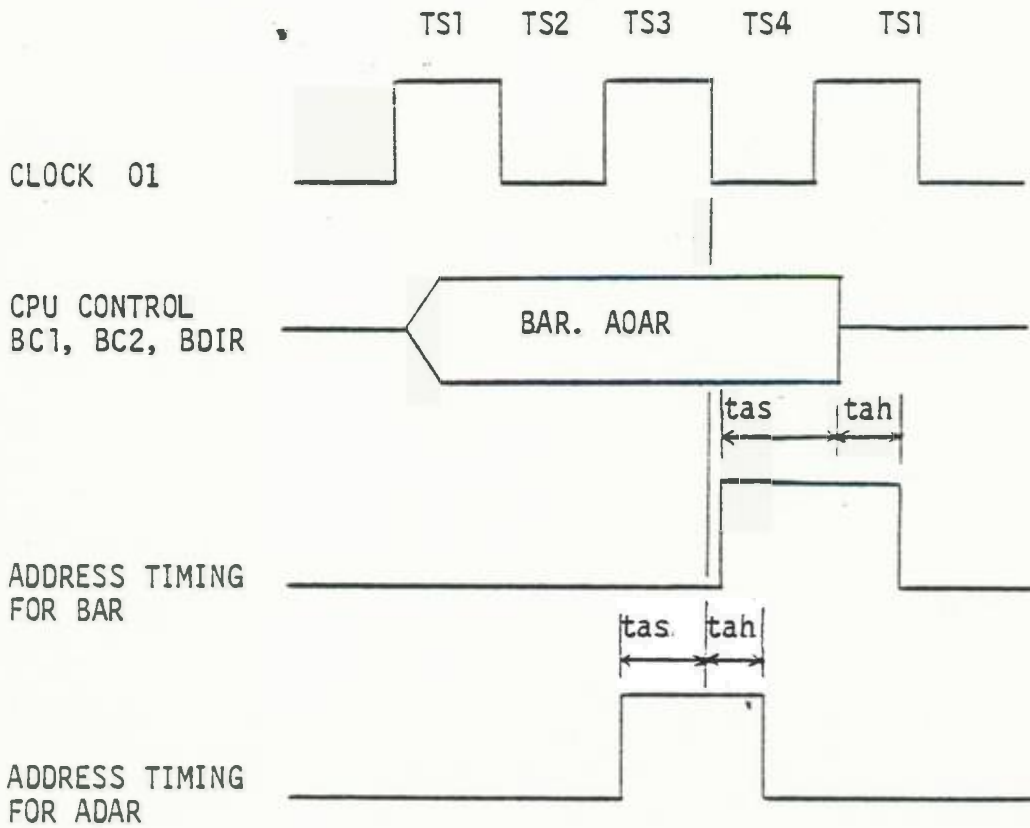 TS1 TS2 TS3 TS4 TS1
CLOCK 01
CPU CONTROL
BC1, BC2, BDIR
BAR. AOAR
tas tah
ADDRESS TIMING
FOR BAR
tas. tah
ADDRESS TIMING
FOR ADAR